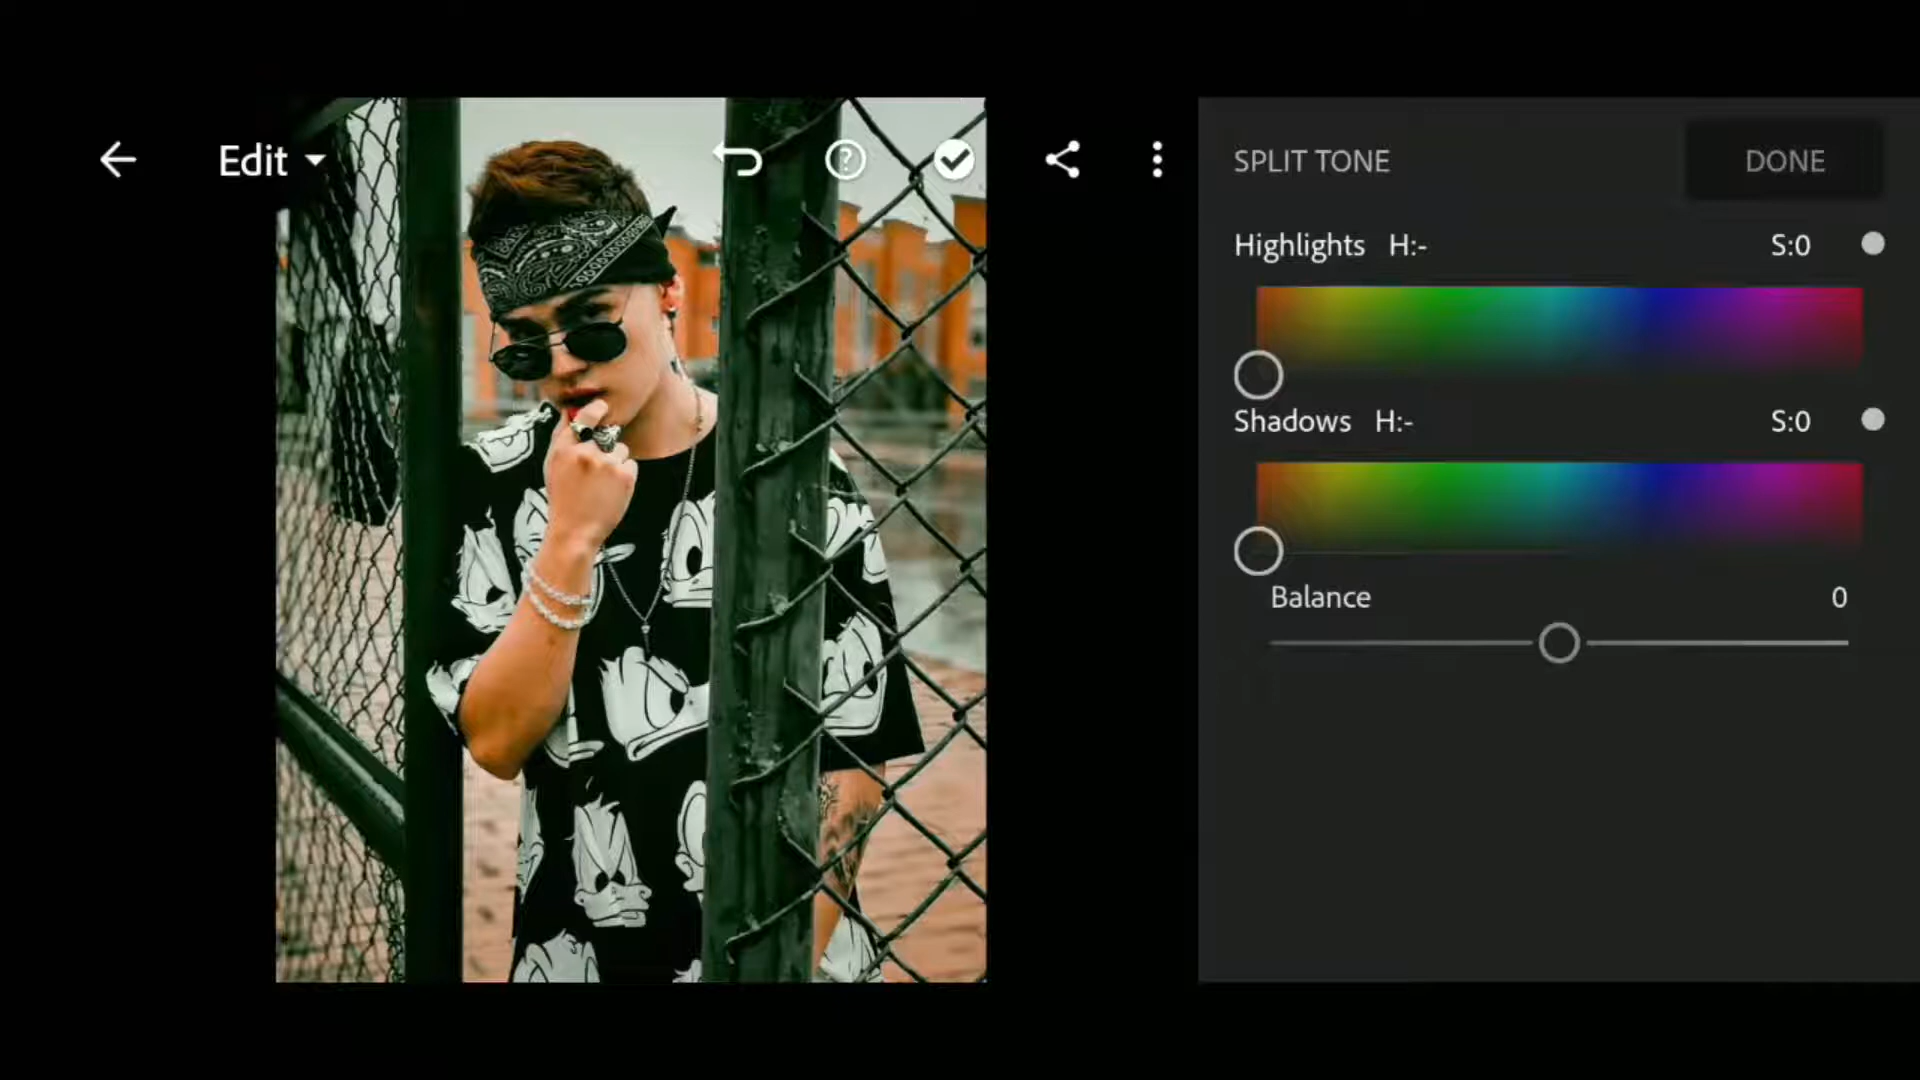 Edit
SPLIT TONE
DONE
Highlights H:- S:0
Shadows H:- S:0
Balance 0